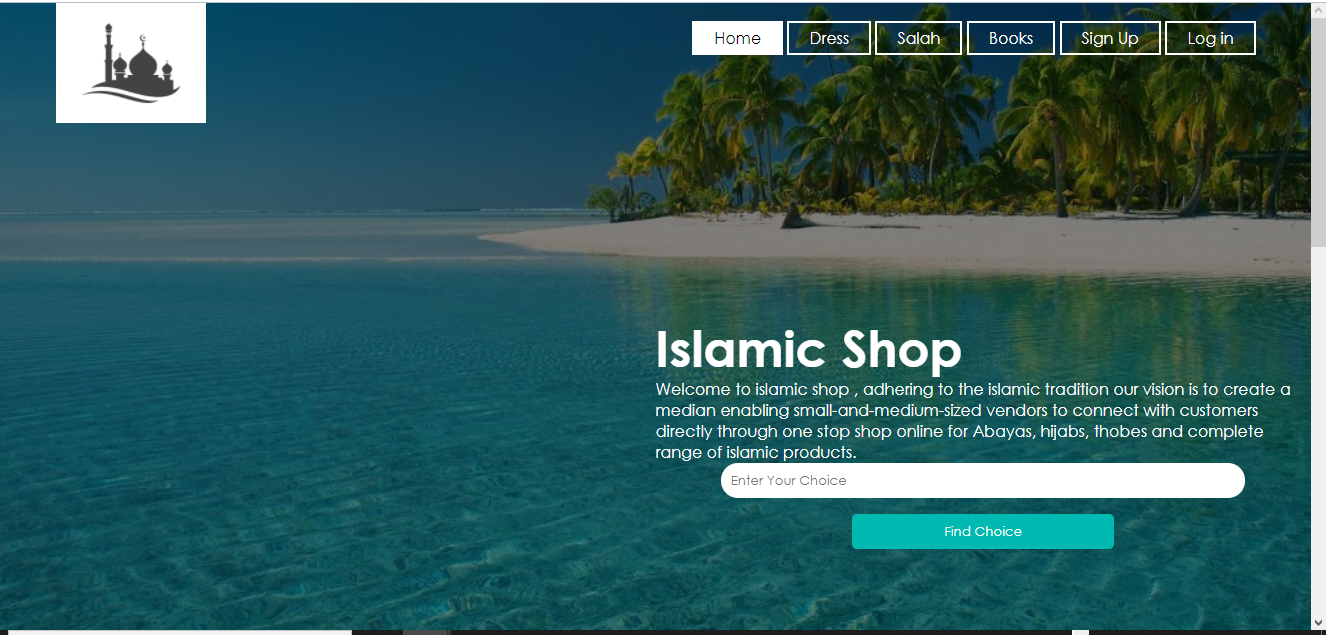 Home Dress Salah Books Sign Up Log in
Islamic Shop
Welcome to islamic shop , adhering to the islamic tradition our vision is to create a
median enabling small-and-medium-sized vendors to connect with customers
directly through one stop shop online for Abayas, hijabs, thobes and complete
range of islamic products.
Enter Your Choice
Find Choice